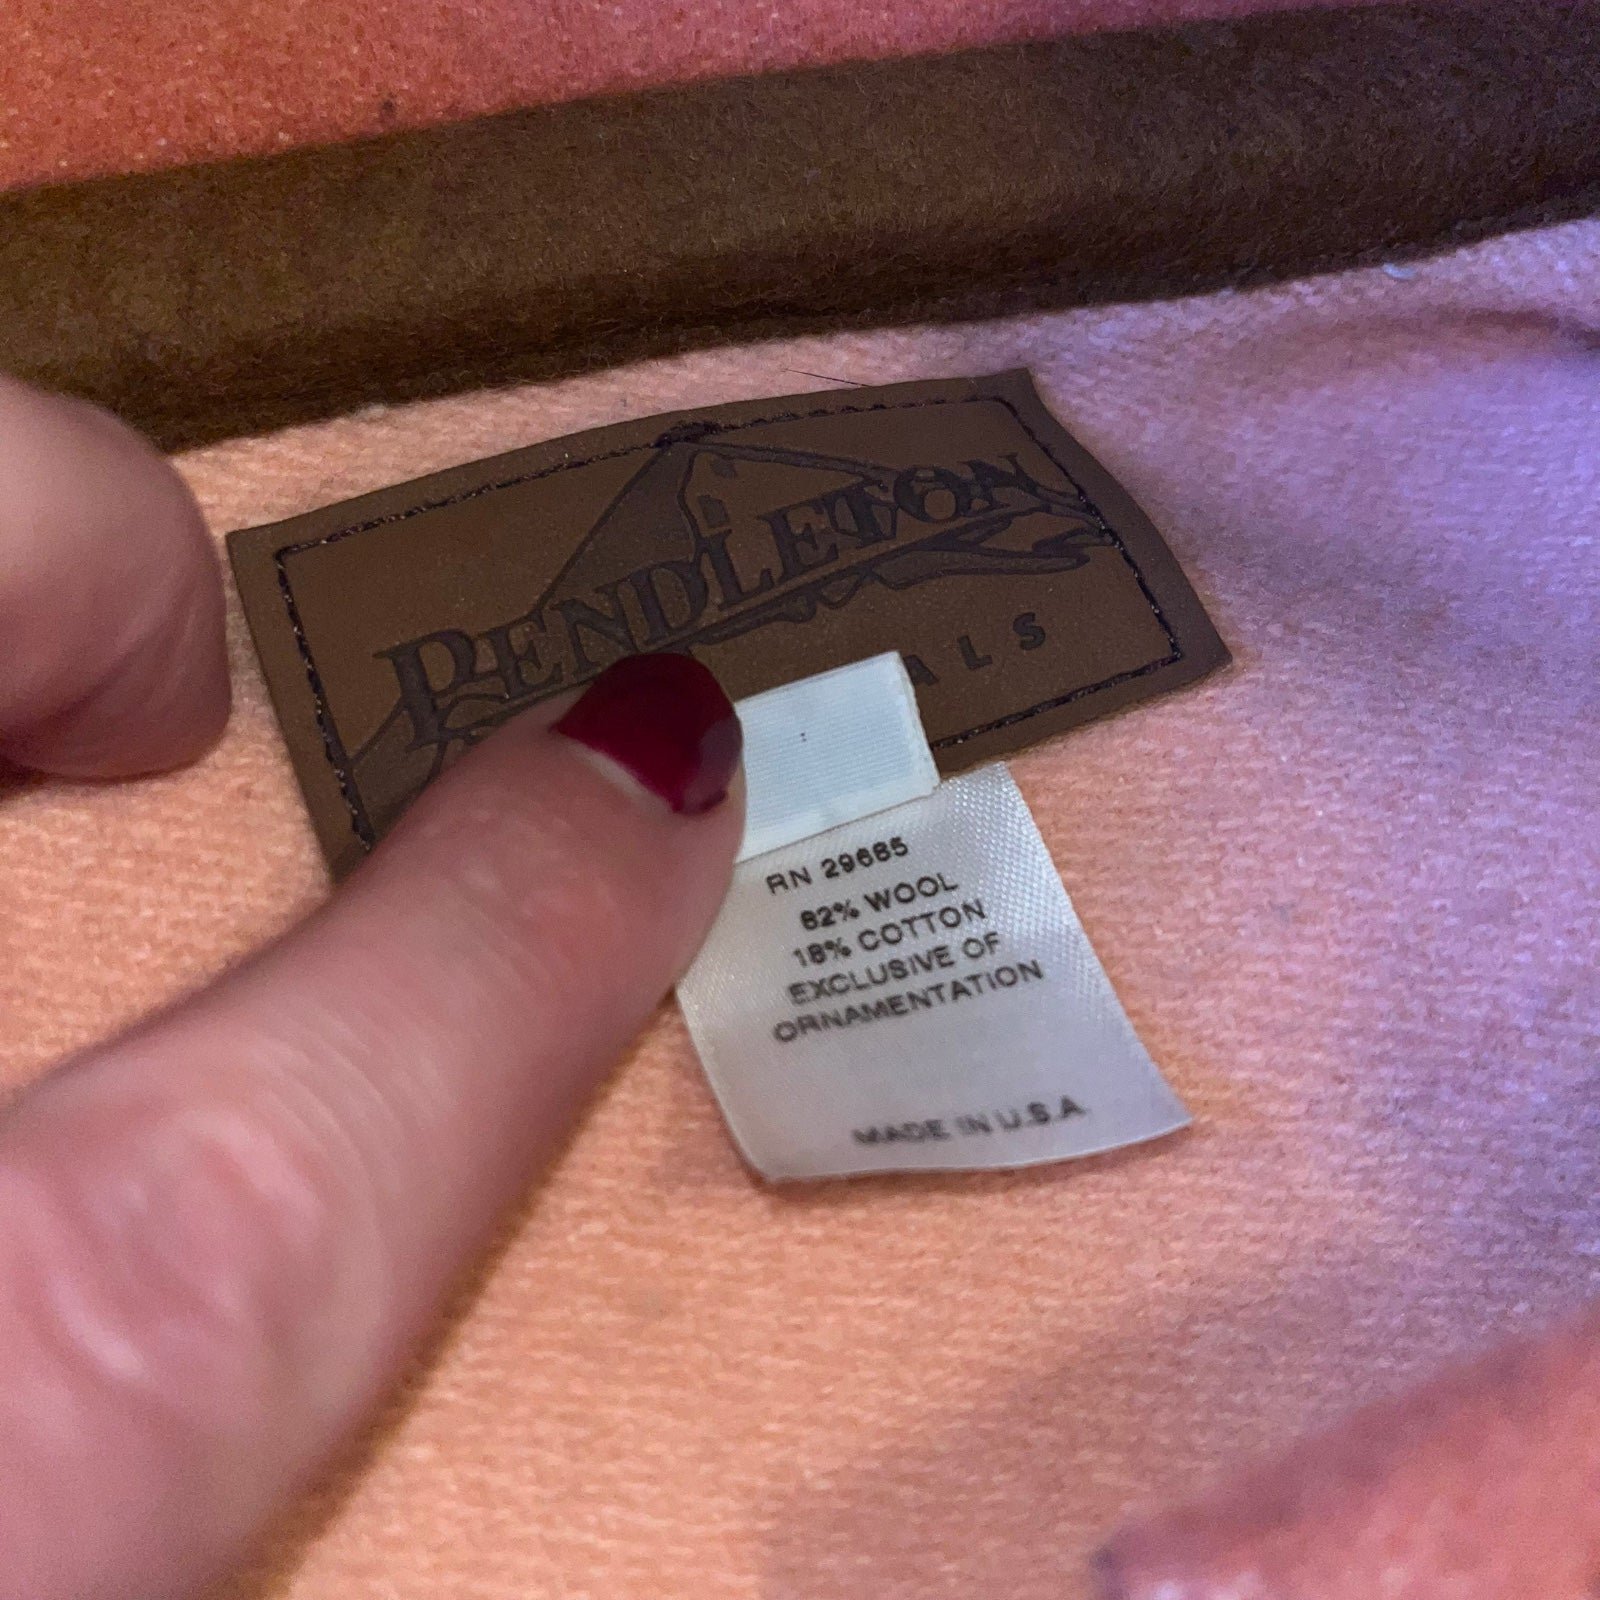 PENDLETON
ALS
RN 29685
82% WOOL
18% COTTON
EXCLUSIVE OF
ORNAMENTATION
MADE IN U.S.A